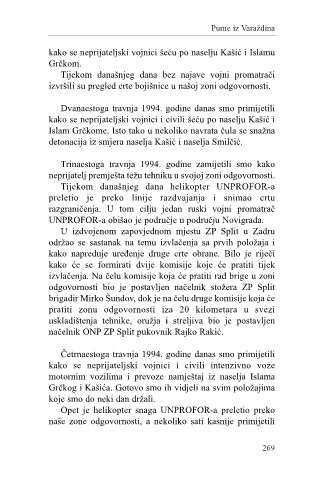 Pume iz Varaždina
kako se neprijateljski vojnici šeću po naselju Kašić i Islamu
Grčkom.
Tijekom današnjeg dana bez najave vojni promatrači
izvršili su pregled crte bojišnice u našoj zoni odgovornosti.
Dvanaestoga travnja 1994. godine danas smo primijetili
kako se neprijateljski vojnici i civili šeću po naselju Kašić i
Islam Grčkome. Isto tako u nekoliko navrata čula se snažna
detonacija iz smjera naselja Kašić i naselja Smilčić.
Trinaestoga travnja 1994. godine zamijetili smo kako
neprijatelj premješta težu tehniku u svojoj zoni odgovornosti.
Tijekom današnjeg dana helikopter UNPROFOR-a
preletio je preko linije razdvajanja i snimao crtu
razgraničenja. U tom cilju jedan ruski vojni promatrač
UNPROFOR-a obišao je područje u području Novigrada.
U izdvojenom zapovjednom mjestu ZP Split u Zadru
održao se sastanak na temu izvlačenja sa prvih položaja i
kako napreduje uređenje druge crte obrane. Bilo je riječi
kako će se formirati dvije komisije koje će pratiti tijek
izvlačenja. Na čelu komisije koja će pratiti rad brige u zoni
odgovornosti bio je postavljen načelnik stožera ZP Split
brigadir Mirko Šundov, dok je na čelu druge komisije koja će
pratiti zonu odgovornosti iza 20 kilometara u svezi
usklađištenja tehnike, oružja i streljiva bio je postavljen
načelnik ONP ZP Split pukovnik Rajko Rakić.
Četrnaestoga travnja 1994. godine danas smo primijetili
kako se neprijateljski vojnici i civili intenzivno voze
motornim vozilima i prevoze namještaj iz naselja Islama
Grčkog i Kašića. Gotovo smo ih vidjeli na svim položajima
koje smo do neki dan držali.
Opet je helikopter snaga UNPROFOR-a preletio preko
naše zone odgovornosti, a nekoliko sati kasnije primijetili
269